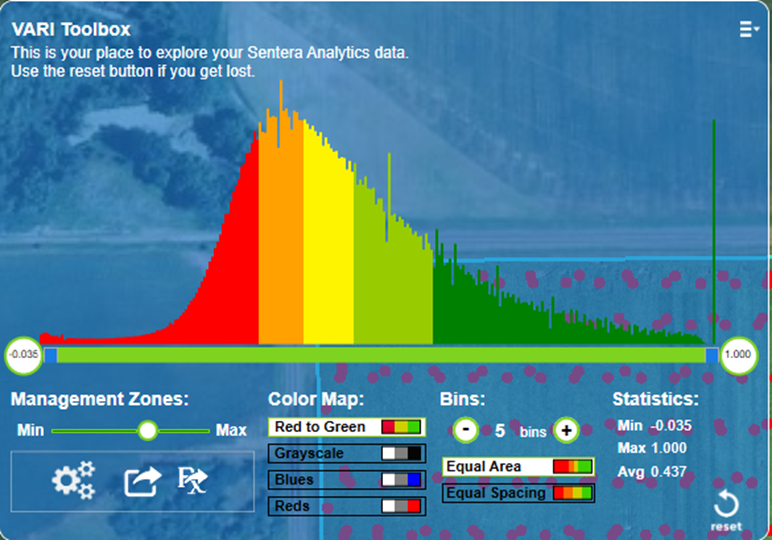 VARI Toolbox
This is your place to explore your Sentera Analytics data.
Use the reset button if you get lost.
-0.035
1.000
Management Zones:
Min
Max
Color Map:
Red to Green
Grayscale
Blues
Reds
Bins:
- 5 bins +
Equal Area
Equal Spacing
Statistics:
Min -0.035
Max 1.000
Avg 0.437
Rx
reset